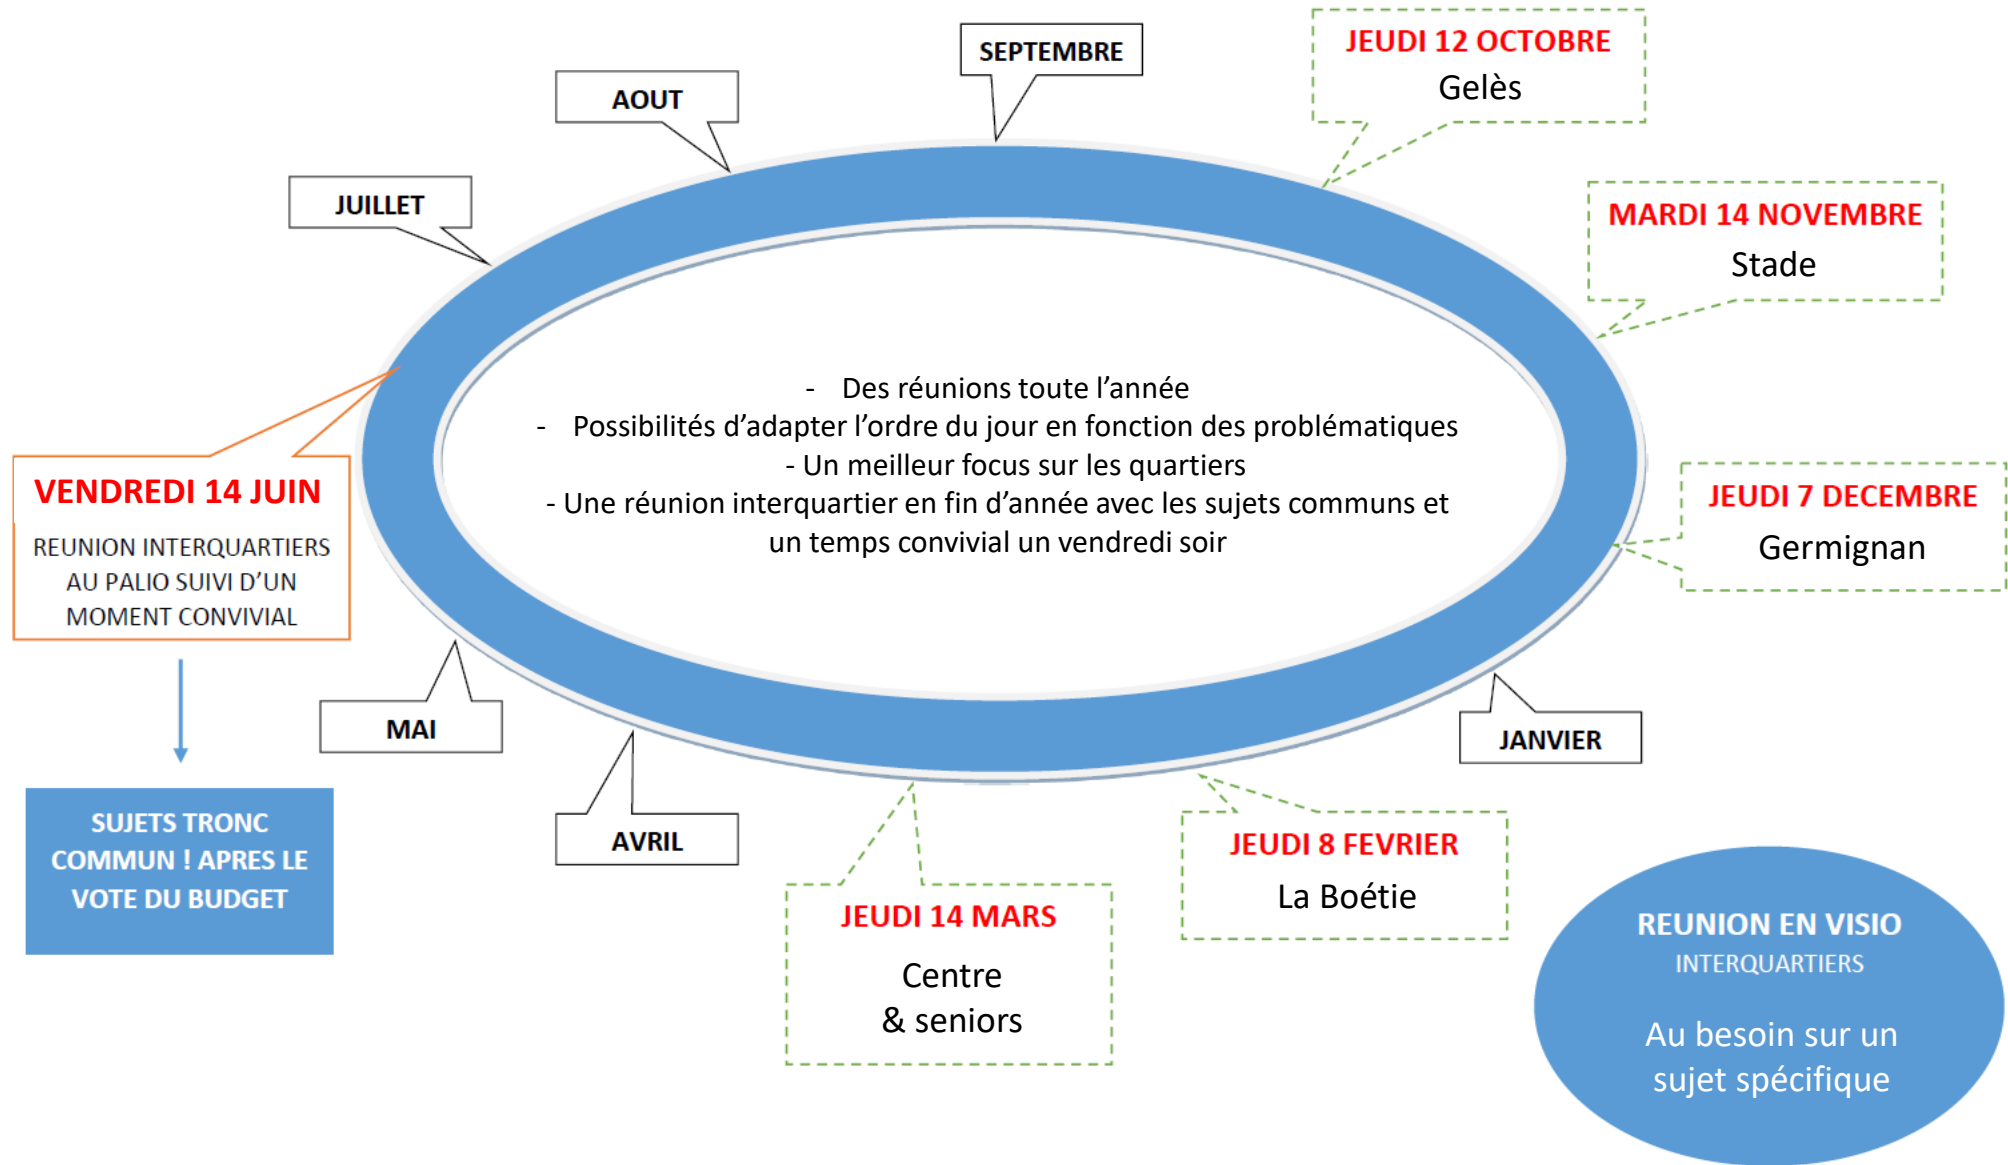 SEPTEMBRE
JEUDI 12 OCTOBRE
Gelès
AOUT
JUILLET
MARDI 14 NOVEMBRE
Stade
- Des réunions toute l’année
- Possibilités d’adapter l’ordre du jour en fonction des problématiques
- Un meilleur focus sur les quartiers
- Une réunion interquartier en fin d’année avec les sujets communs et
un temps convivial un vendredi soir
VENDREDI 14 JUIN
REUNION INTERQUARTIERS
AU PALIO SUIVI D’UN
MOMENT CONVIVIAL
JEUDI 7 DECEMBRE
Germignan
MAI
JANVIER
AVRIL
SUJETS TRONC
COMMUN ! APRES LE
VOTE DU BUDGET
JEUDI 8 FEVRIER
La Boétie
JEUDI 14 MARS
Centre
& seniors
REUNION EN VISIO
INTERQUARTIERS
Au besoin sur un
sujet spécifique